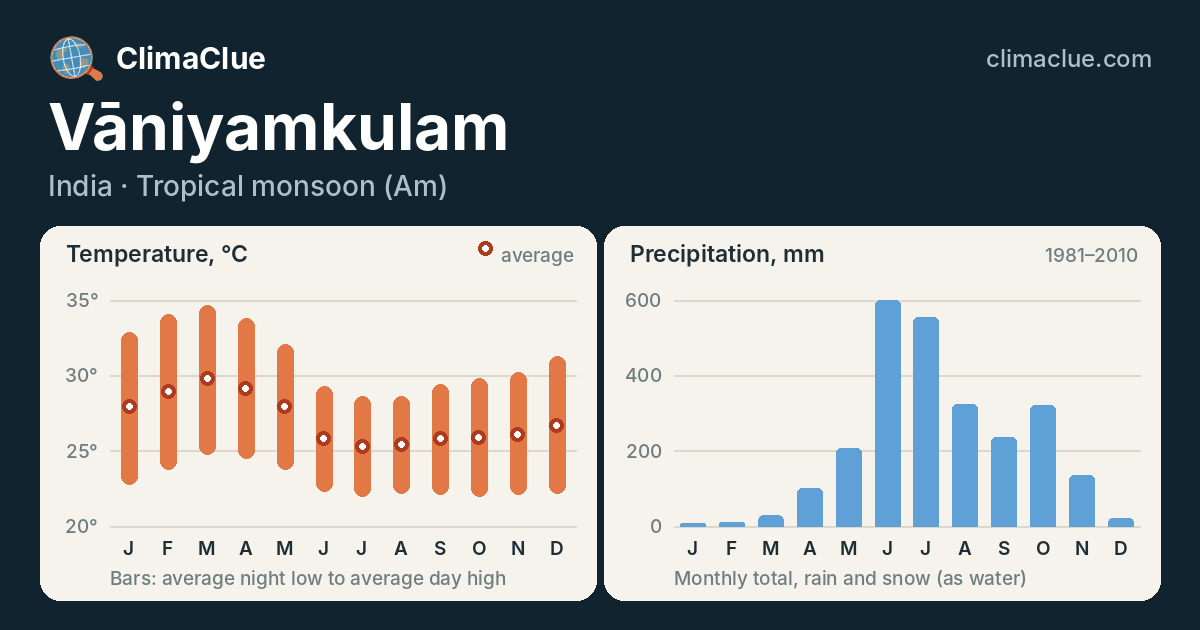 ClimaClue
climaclue.com
Vāniyamkulam
India · Tropical monsoon (Am)
Temperature, °C
average
35°
30°
25°
20°
J F M A M J J A S O N D
Bars: average night low to average day high
Precipitation, mm
1981–2010
600
400
200
0
J F M A M J J A S O N D
Monthly total, rain and snow (as water)